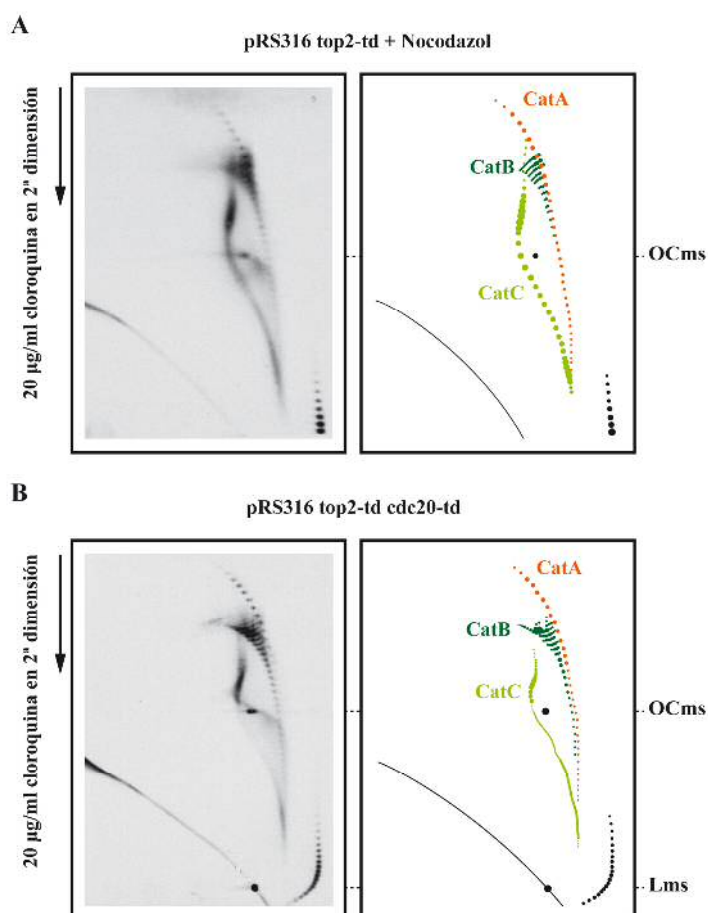 A
pRS316 top2-td + Nocodazol
20 µg/ml cloroquina en 2ª dimensión
CatA
CatB
OCms
CatC
B
pRS316 top2-td cdc20-td
20 µg/ml cloroquina en 2ª dimensión
CatA
CatB
CatC
OCms
Lms